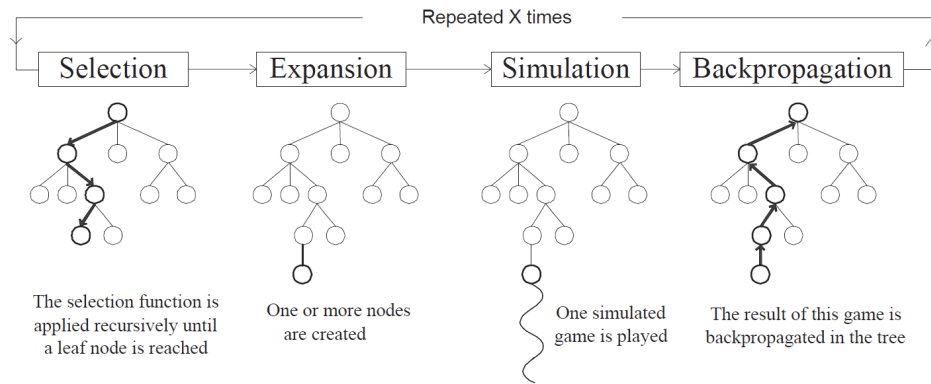 Repeated X times
Selection
Expansion
Simulation
Backpropagation
The selection function is
applied recursively until
a leaf node is reached
One or more nodes
are created
One simulated
game is played
The result of this game is
backpropagated in the tree